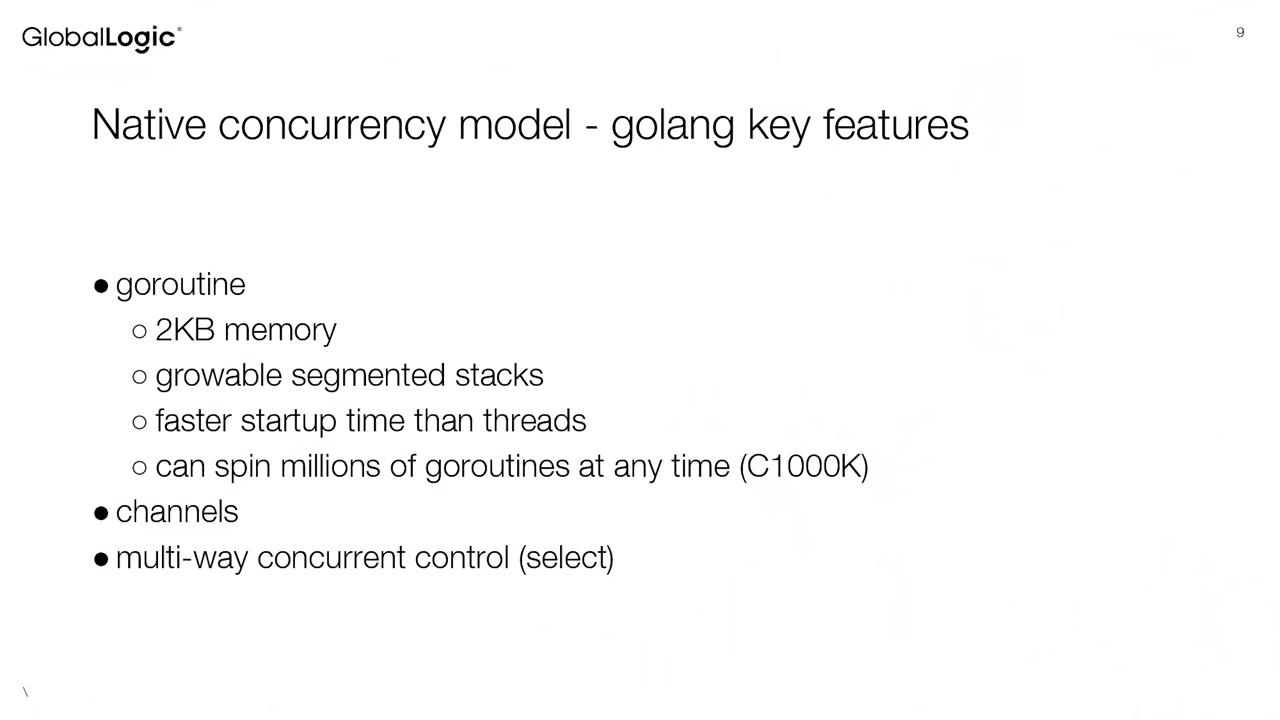 GlobalLogic®
9
Native concurrency model - golang key features
● goroutine
○ 2KB memory
○ growable segmented stacks
○ faster startup time than threads
○ can spin millions of goroutines at any time (C1000K)
● channels
● multi-way concurrent control (select)
\